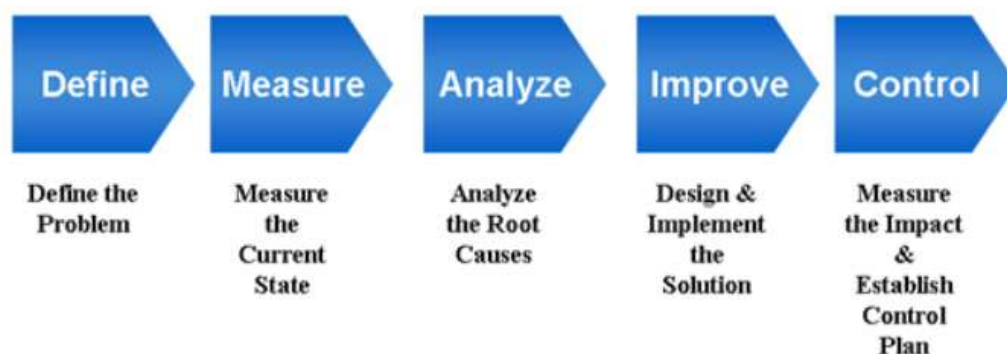 Define
Measure
Analyze
Improve
Control
Define the
Problem
Measure
the
Current
State
Analyze
the Root
Causes
Design &
Implement
the
Solution
Measure
the Impact
&
Establish
Control
Plan